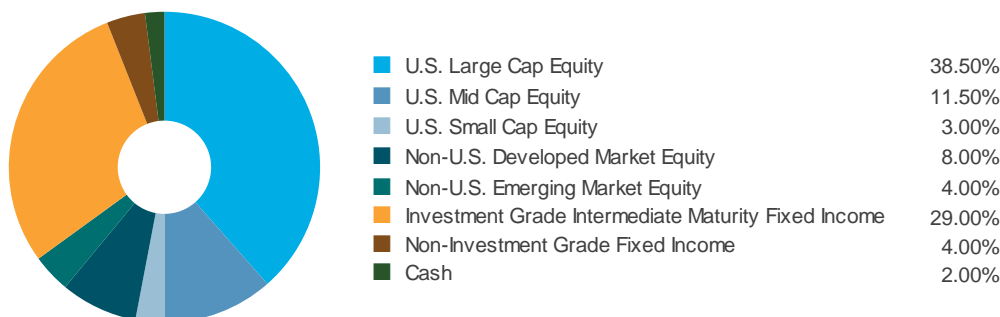 U.S. Large Cap Equity 38.50%
U.S. Mid Cap Equity 11.50%
U.S. Small Cap Equity 3.00%
Non-U.S. Developed Market Equity 8.00%
Non-U.S. Emerging Market Equity 4.00%
Investment Grade Intermediate Maturity Fixed Income 29.00%
Non-Investment Grade Fixed Income 4.00%
Cash 2.00%